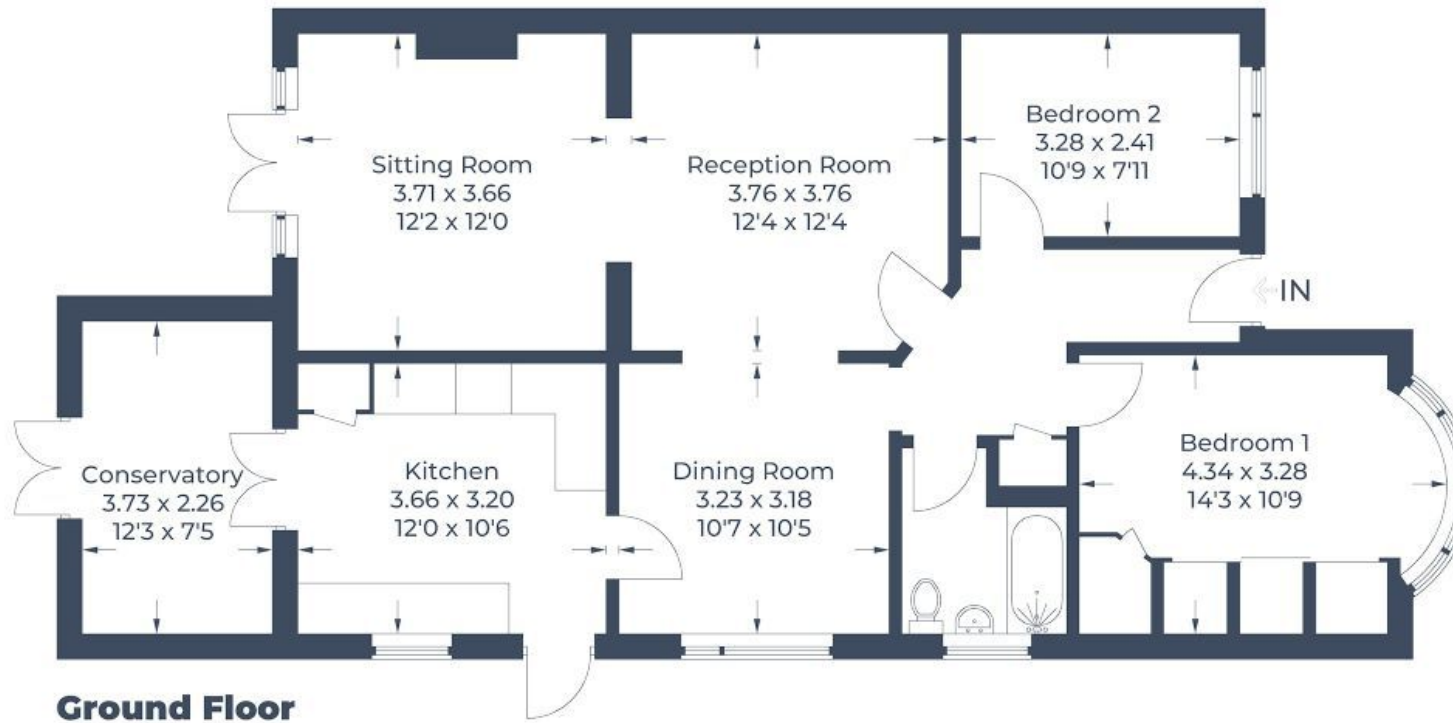 Sitting Room
3.71 x 3.66
12'2 x 12'0
Reception Room
3.76 x 3.76
12'4 x 12'4
Bedroom 2
3.28 x 2.41
10'9 x 7'11
IN
Conservatory
3.73 x 2.26
12'3 x 7'5
Kitchen
3.66 x 3.20
12'0 x 10'6
Dining Room
3.23 x 3.18
10'7 x 10'5
Bedroom 1
4.34 x 3.28
14'3 x 10'9
Ground Floor